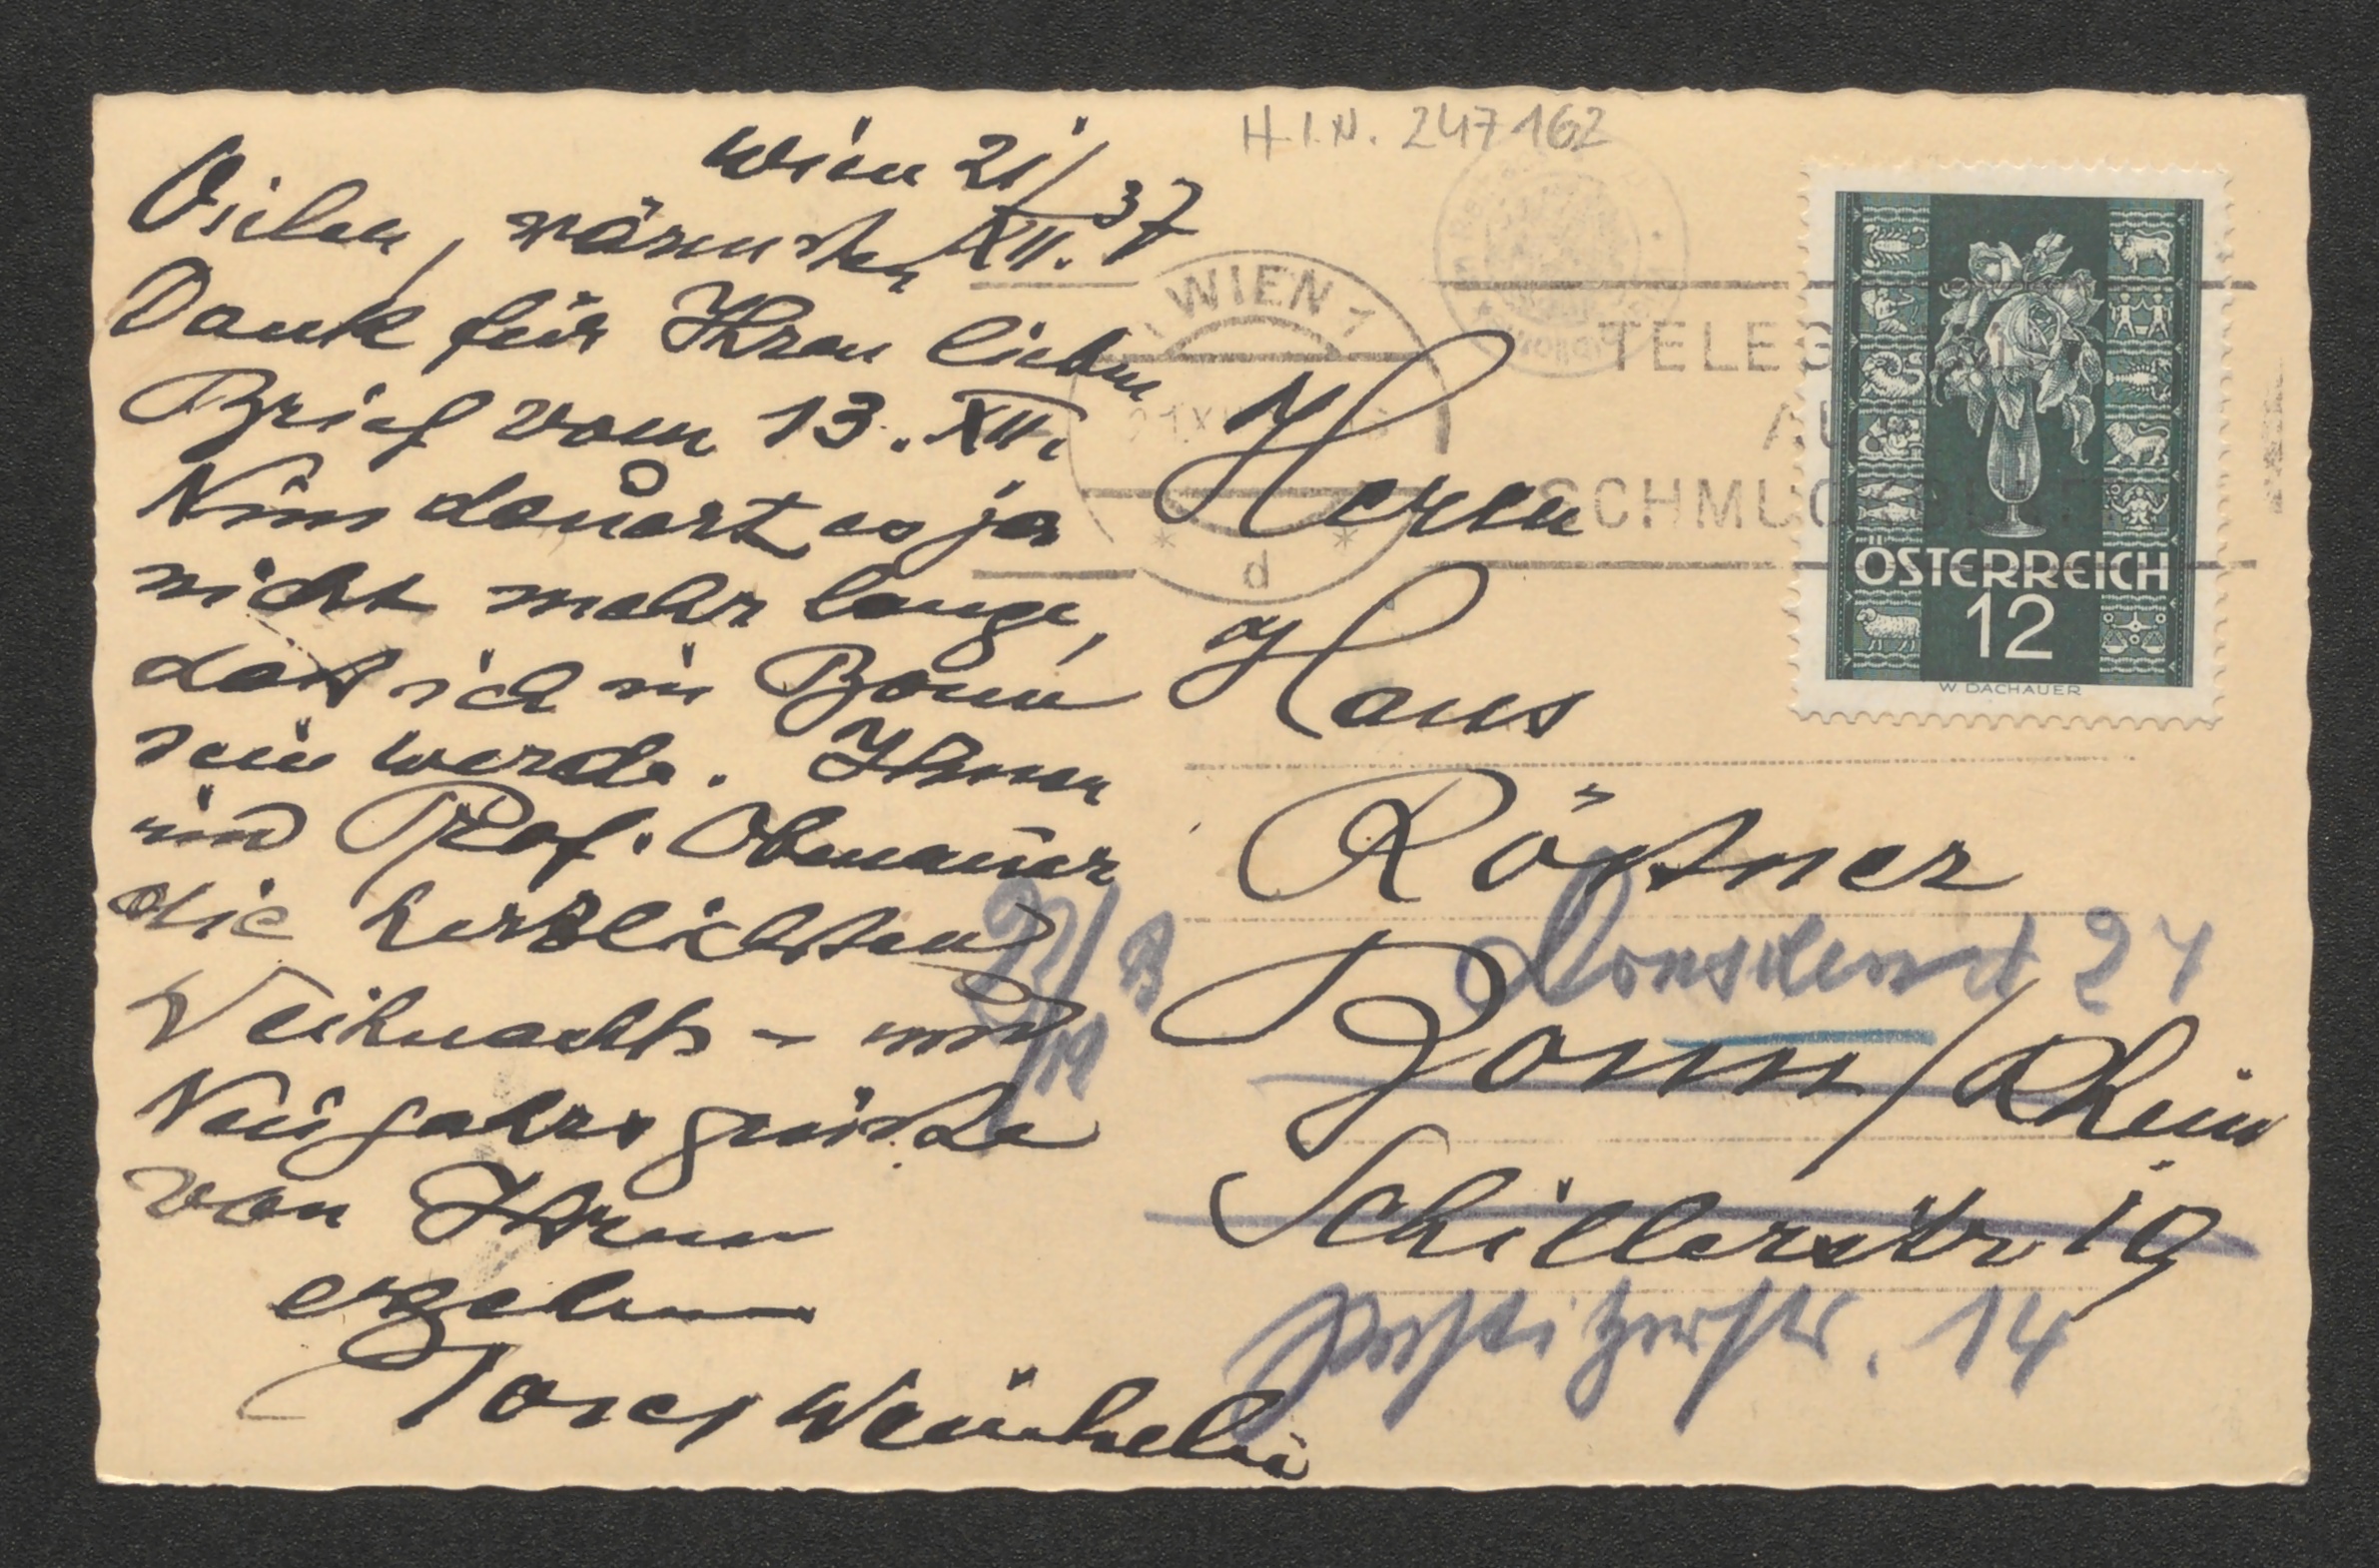 H.I.N. 247162
Wien 21/XII. 37
Vielen, wärmsten
Dank für Ihren lieben
Brief vom 13. XII.
Nun dauert es ja
nicht mehr lange,
daß ich in Bonn
sein werde. Ihnen
und Prof. Obenauer
die herzlichsten
Weihnachts- und
Neujahrsgrüße
von Ihrem
ergebenen
Josef Weinheber
WIEN 1
d
TELEG
AU
SCHMUC
ÖSTERREICH
12
W. DACHAUER
Herrn
Hans
Rößner
24
Bonn/Rhein
Schillerstr. 19
14